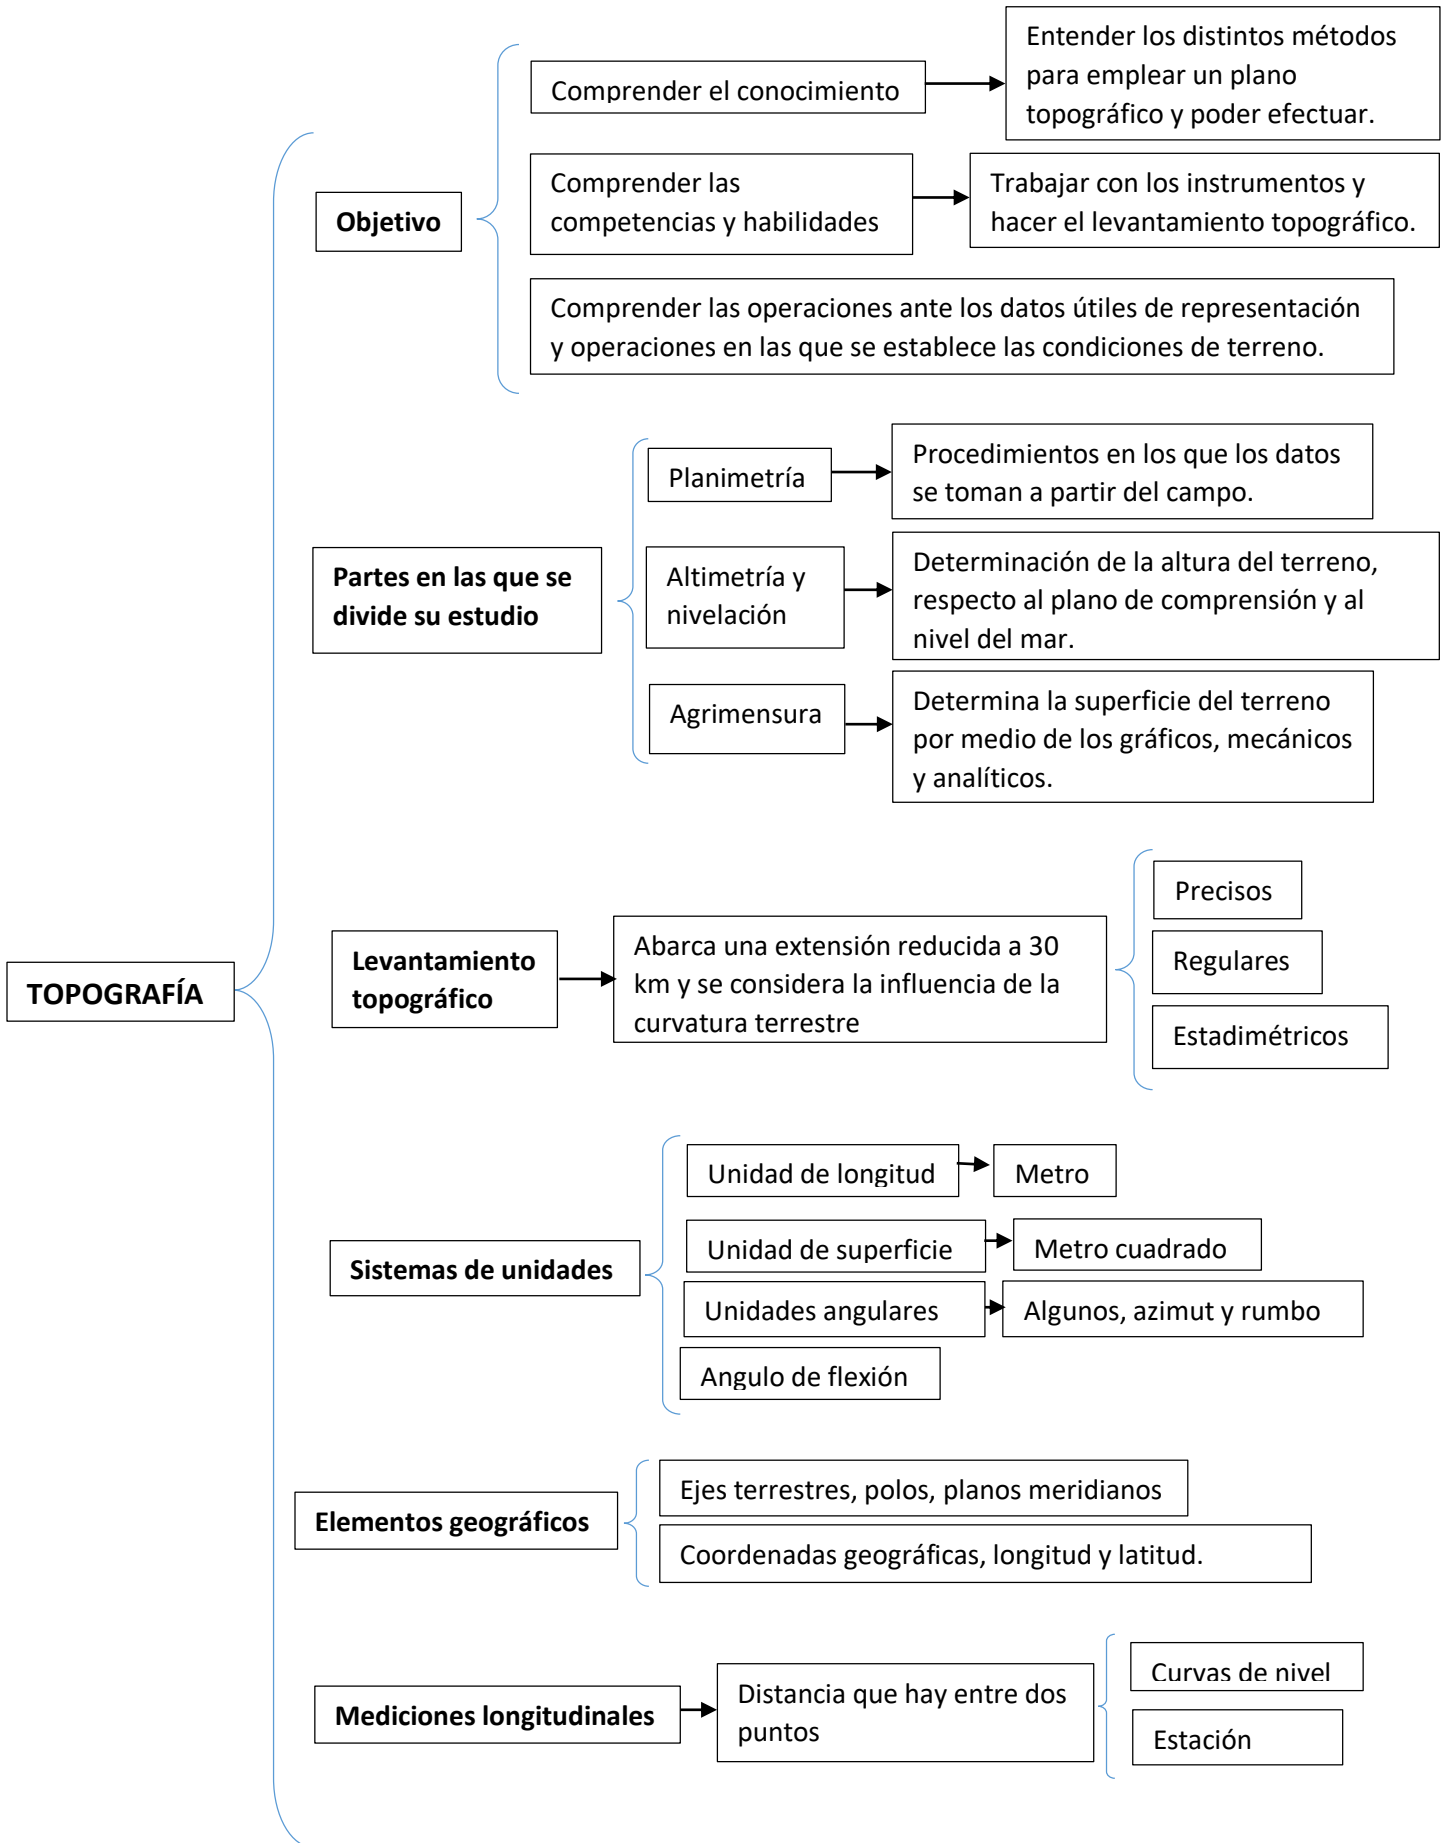 TOPOGRAFÍA
Objetivo
Comprender el conocimiento
Entender los distintos métodos
para emplear un plano
topográfico y poder efectuar.
Comprender las
competencias y habilidades
Trabajar con los instrumentos y
hacer el levantamiento topográfico.
Comprender las operaciones ante los datos útiles de representación
y operaciones en las que se establece las condiciones de terreno.
Partes en las que se
divide su estudio
Planimetría
Procedimientos en los que los datos
se toman a partir del campo.
Altimetría y
nivelación
Determinación de la altura del terreno,
respecto al plano de comprensión y al
nivel del mar.
Agrimensura
Determina la superficie del terreno
por medio de los gráficos, mecánicos
y analíticos.
Levantamiento
topográfico
Abarca una extensión reducida a 30
km y se considera la influencia de la
curvatura terrestre
Precisos
Regulares
Estadimétricos
Sistemas de unidades
Unidad de longitud
Metro
Unidad de superficie
Metro cuadrado
Unidades angulares
Algunos, azimut y rumbo
Angulo de flexión
Elementos geográficos
Ejes terrestres, polos, planos meridianos
Coordenadas geográficas, longitud y latitud.
Mediciones longitudinales
Distancia que hay entre dos
puntos
Curvas de nivel
Estación